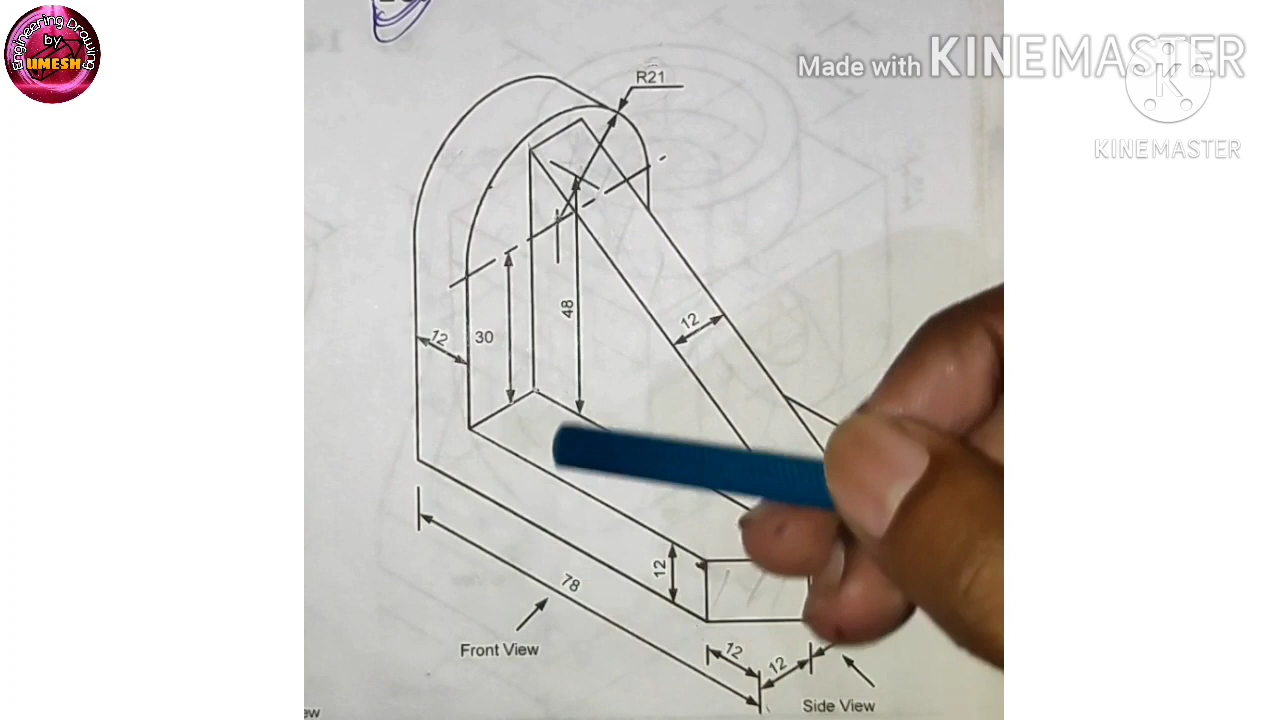 Engineering Drawing
by
UMESH
Made with KINEMASTER
K
KINEMASTER
R21
12
30
48
12
12
78
Front View
12
12
Side View
ew